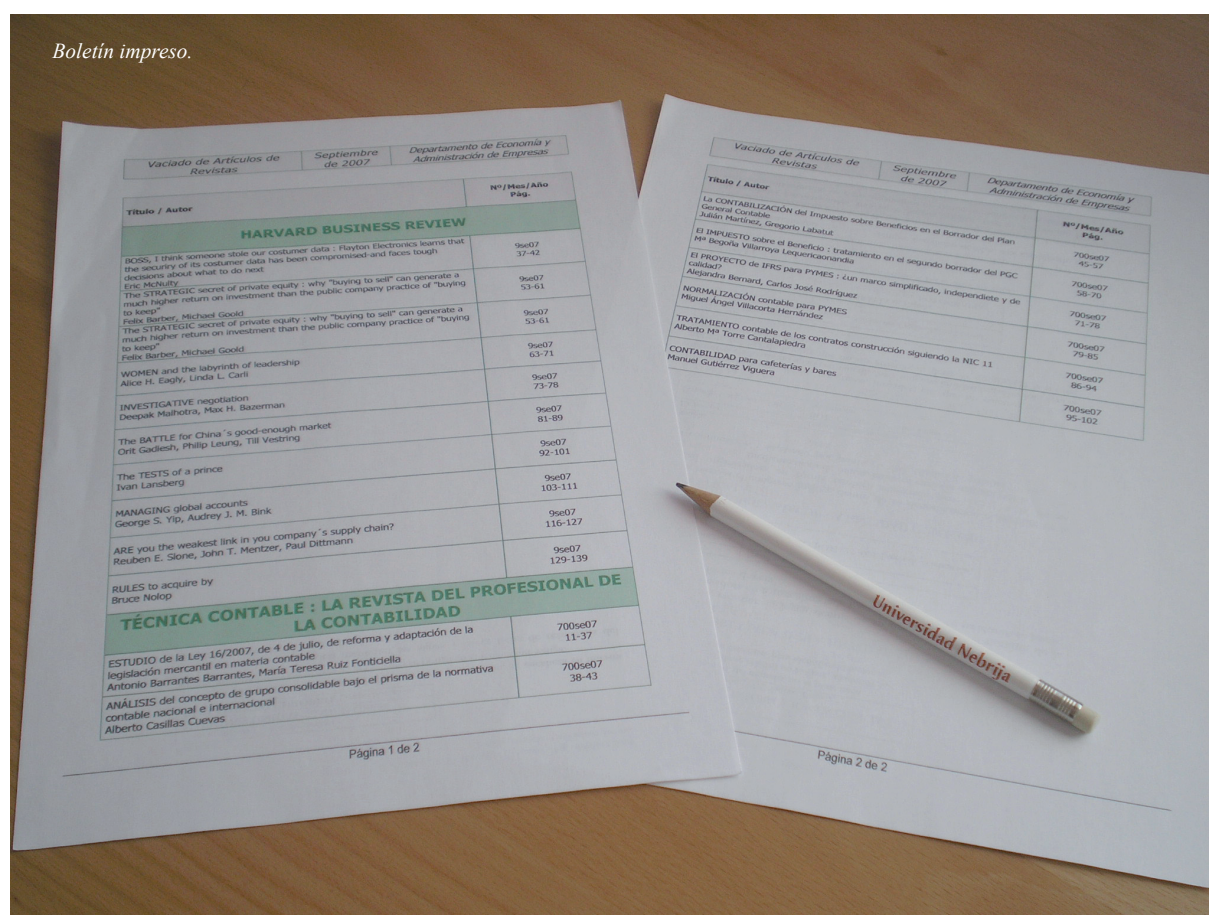 Boletín impreso.
Vaciado de Artículos de
Revistas
Septiembre
de 2007
Departamento de Economía y
Administración de Empresas
Título / Autor
Nº/Mes/Año
Pág.
HARVARD BUSINESS REVIEW
BOSS, I think someone stole our costumer data : Flayton Electronics learns that
the securiry of its costumer data has been compromised-and faces tough
decisions about what to do next
Eric McNulty
9se07
37-42
The STRATEGIC secret of private equity : why "buying to sell" can generate a
much higher return on investment than the public company practice of "buying
to keep"
Felix Barber, Michael Goold
9se07
53-61
The STRATEGIC secret of private equity : why "buying to sell" can generate a
much higher return on investment than the public company practice of "buying
to keep"
Felix Barber, Michael Goold
9se07
53-61
WOMEN and the labyrinth of leadership
Alice H. Eagly, Linda L. Carli
9se07
63-71
INVESTIGATIVE negotiation
Deepak Malhotra, Max H. Bazerman
9se07
73-78
The BATTLE for China´s good-enough market
Orit Gadiesh, Philip Leung, Till Vestring
9se07
81-89
The TESTS of a prince
Ivan Lansberg
9se07
92-101
MANAGING global accounts
George S. Yip, Audrey J. M. Bink
9se07
103-111
ARE you the weakest link in you company´s supply chain?
Reuben E. Slone, John T. Mentzer, Paul Dittmann
9se07
116-127
RULES to acquire by
Bruce Nolop
9se07
129-139
TÉCNICA CONTABLE : LA REVISTA DEL PROFESIONAL DE
LA CONTABILIDAD
ESTUDIO de la Ley 16/2007, de 4 de julio, de reforma y adaptación de la
legislación mercantil en materia contable
Antonio Barrantes Barrantes, María Teresa Ruiz Fonticiella
700se07
11-37
ANÁLISIS del concepto de grupo consolidable bajo el prisma de la normativa
contable nacional e internacional
Alberto Casillas Cuevas
700se07
38-43
Página 1 de 2
Vaciado de Artículos de
Revistas
Septiembre
de 2007
Departamento de Economía y
Administración de Empresas
Título / Autor
Nº/Mes/Año
Pág.
La CONTABILIZACIÓN del Impuesto sobre Beneficios en el Borrador del Plan
General Contable
Julián Martínez, Gregorio Labatut
700se07
45-57
El IMPUESTO sobre el Beneficio : tratamiento en el segundo borrador del PGC
Mª Begoña Villarroya Lequericaonandia
700se07
58-70
El PROYECTO de IFRS para PYMES : ¿un marco simplificado, independiete y de
calidad?
Alejandra Bernard, Carlos José Rodríguez
700se07
71-78
NORMALIZACIÓN contable para PYMES
Miguel Ángel Villacorta Hernández
700se07
79-85
TRATAMIENTO contable de los contratos construcción siguiendo la NIC 11
Alberto Mª Torre Cantalapiedra
700se07
86-94
CONTABILIDAD para cafeterías y bares
Manuel Gutiérrez Viguera
700se07
95-102
Página 2 de 2
Universidad Nebrija